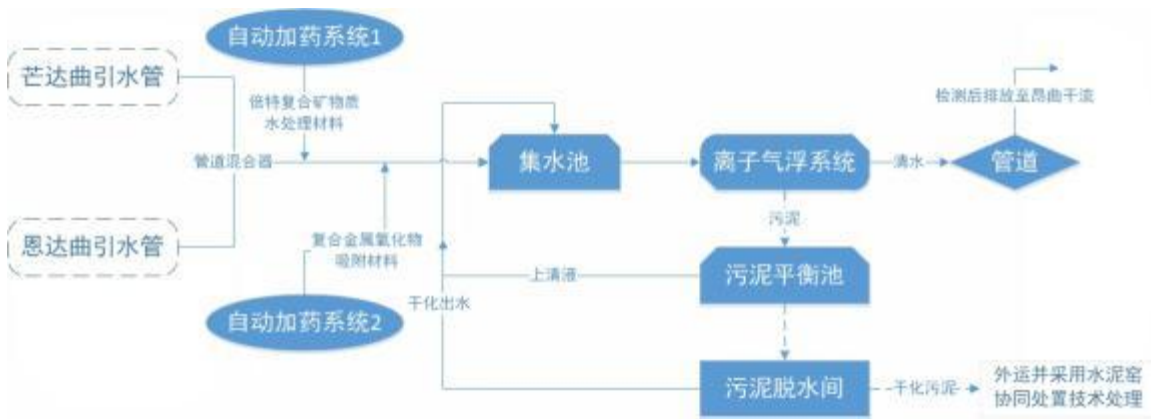 自动加药系统1
芒达曲引水管
倍特复合矿物质
水处理材料
检测后排放至昂曲干流
管道混合器
集水池
离子气浮系统
清水
管道
污泥
恩达曲引水管
复合金属氧化物
吸附材料
上清液
污泥平衡池
干化出水
自动加药系统2
污泥脱水间
干化污泥
外运并采用水泥窑
协同处置技术处理